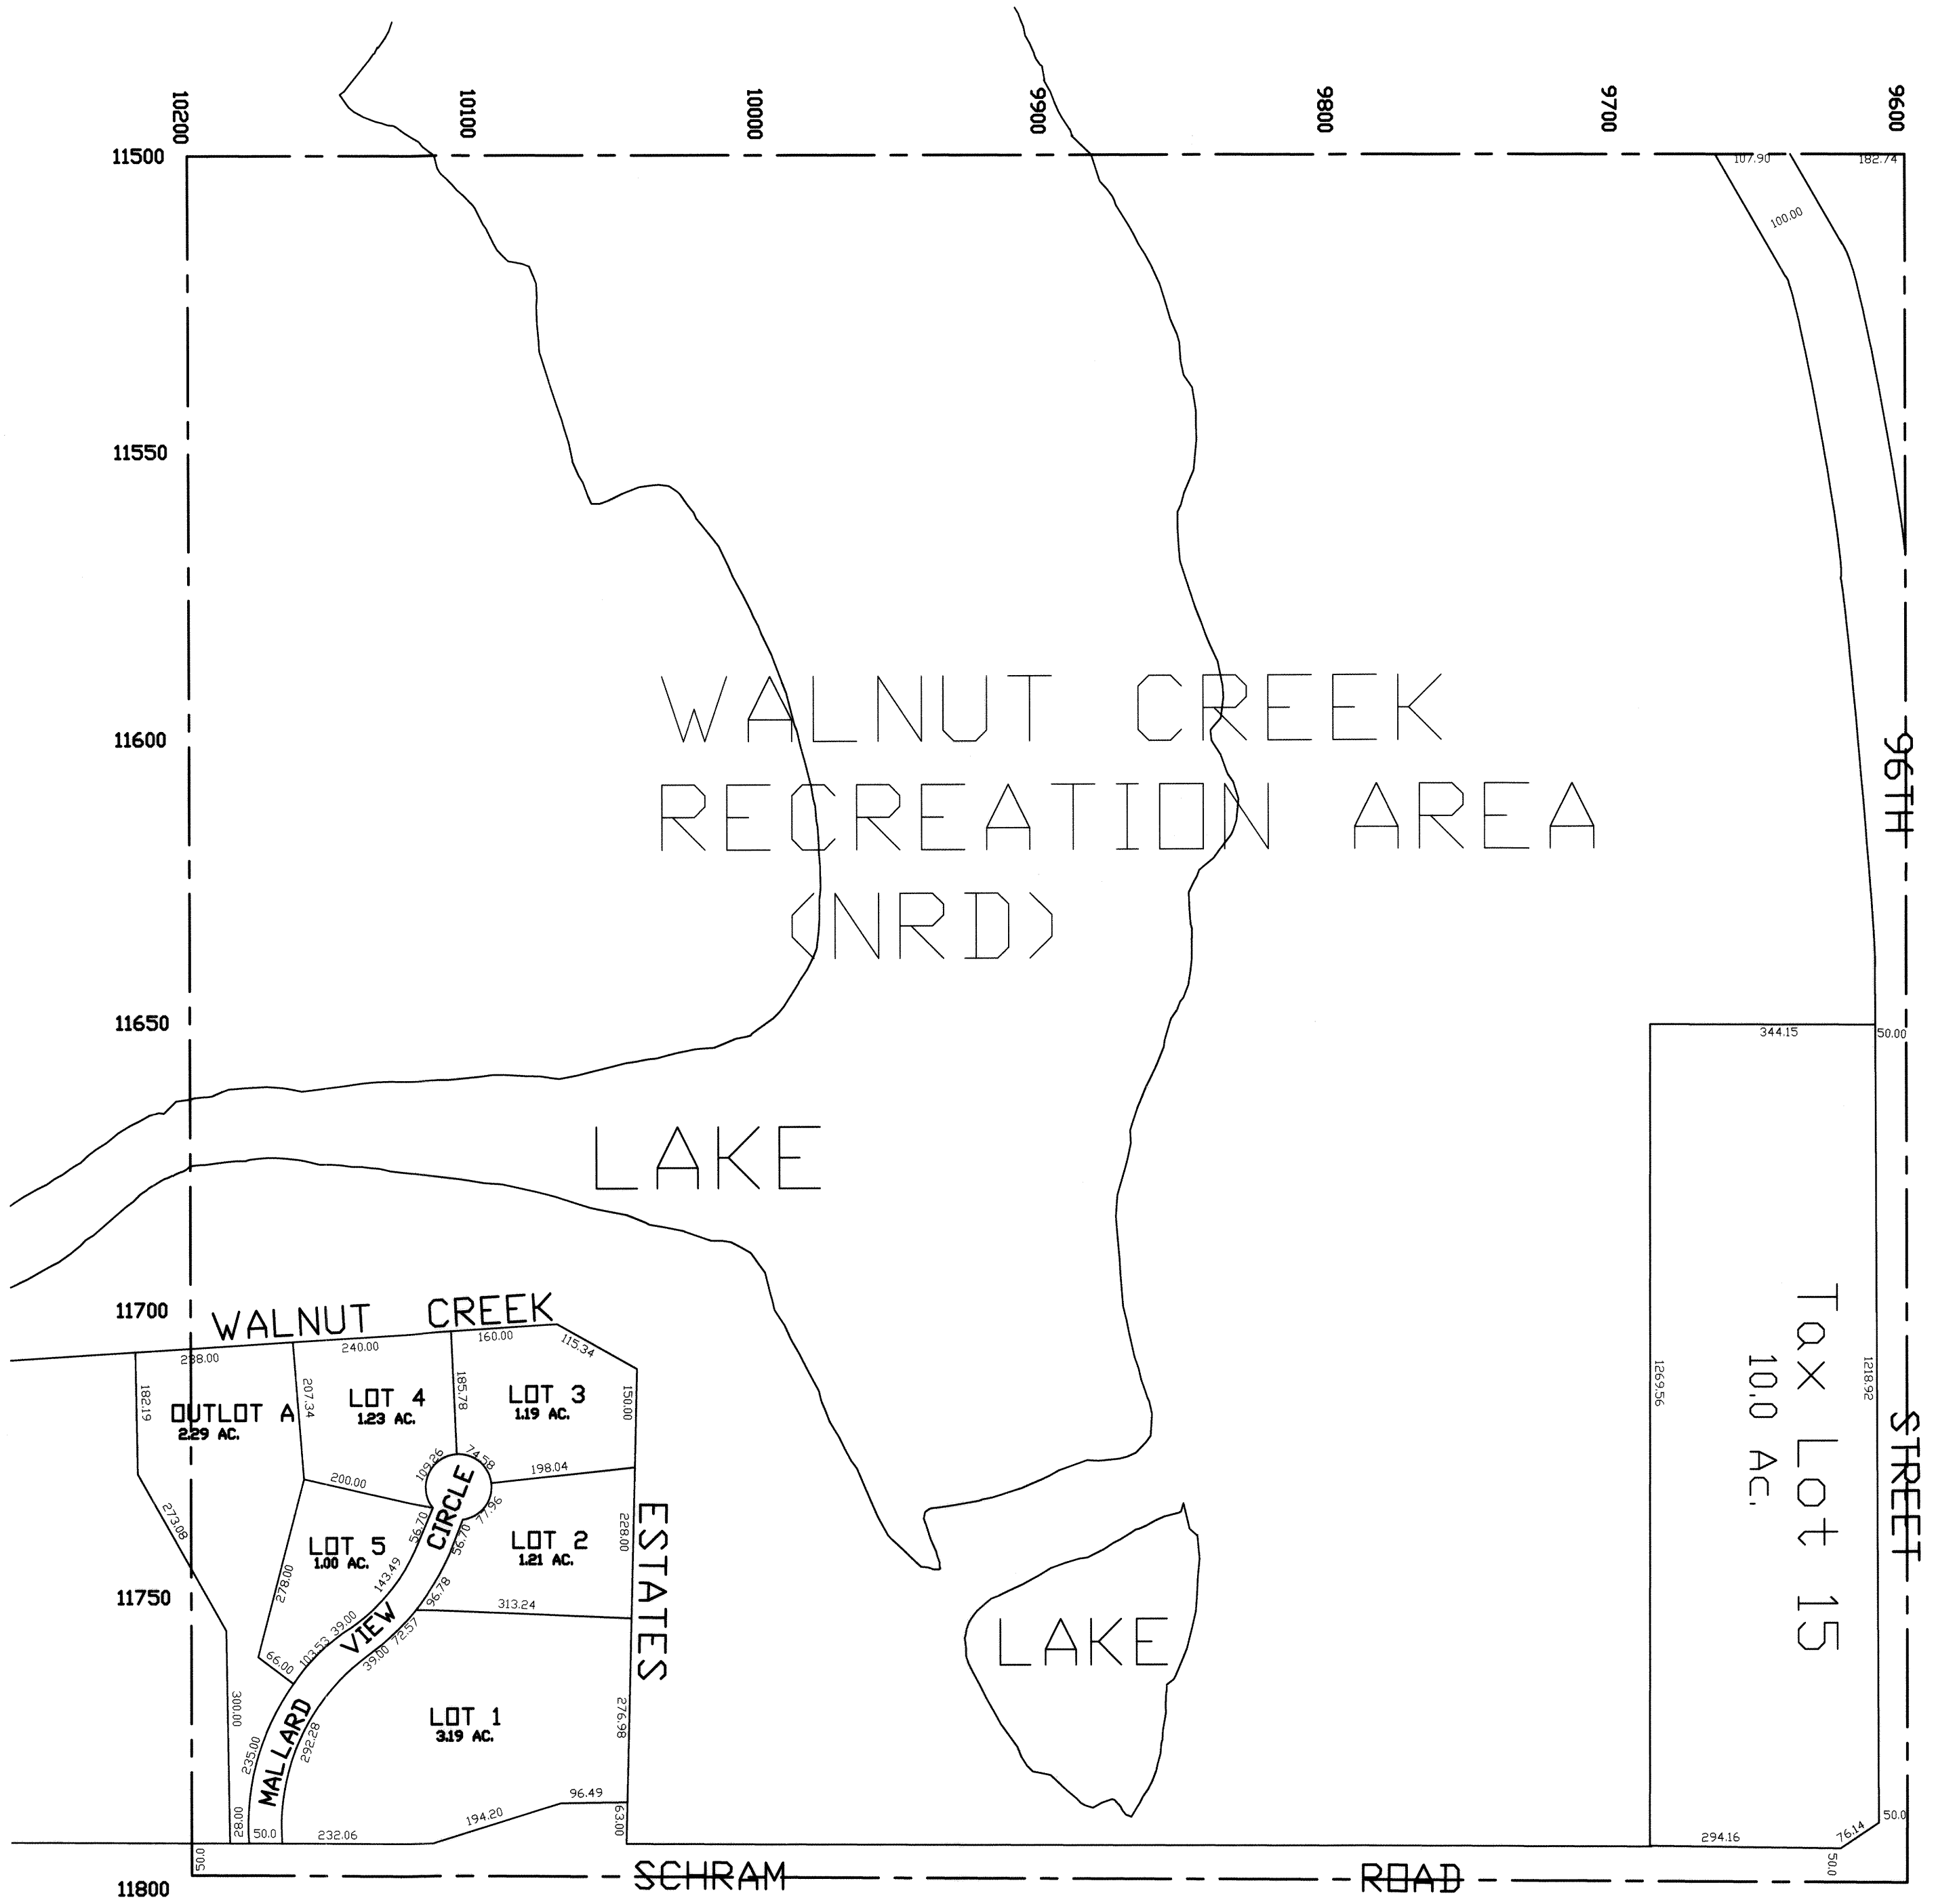 10200
10100
10000
9900
9800
9700
9600
11500
107.90
182.74
100.00
11550
11600
WALNUT CREEK
RECREATION AREA
(NRD)
96TH
11650
344.15
50.00
LAKE
11700
WALNUT CREEK
238.00
240.00
160.00
115.34
182.19
207.34
185.78
150.00
OUTLOT A
2.29 AC.
LOT 4
1.23 AC.
LOT 3
1.19 AC.
1269.56
Tax Lot 15
10.0 AC.
1218.92
STREET
109.26
74.58
198.04
200.00
273.08
CIRCLE
77.96
56.70
56.70
LOT 5
1.00 AC.
LOT 2
1.21 AC.
228.00
ESTATES
143.49
278.00
96.78
11750
313.24
39.00
VIEW
72.57
103.53
39.00
66.00
LAKE
300.00
MALLARD
292.28
235.00
LOT 1
3.19 AC.
276.98
96.49
194.20
63.00
28.00
50.0
232.06
50.0
294.16
76.14
50.0
50.0
11800
SCHRAM ROAD